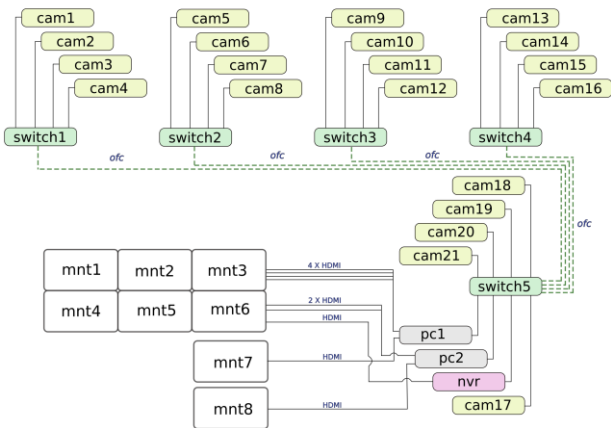 cam1
cam5
cam9
cam13
cam2
cam6
cam10
cam14
cam3
cam7
cam11
cam15
cam4
cam8
cam12
cam16
switch1
switch2
switch3
switch4
ofc
ofc
ofc
cam18
cam19
ofc
cam20
cam21
mnt1
mnt2
mnt3
4 X HDMI
switch5
mnt4
mnt5
mnt6
2 X HDMI
HDMI
pc1
mnt7
HDMI
pc2
nvr
mnt8
HDMI
cam17